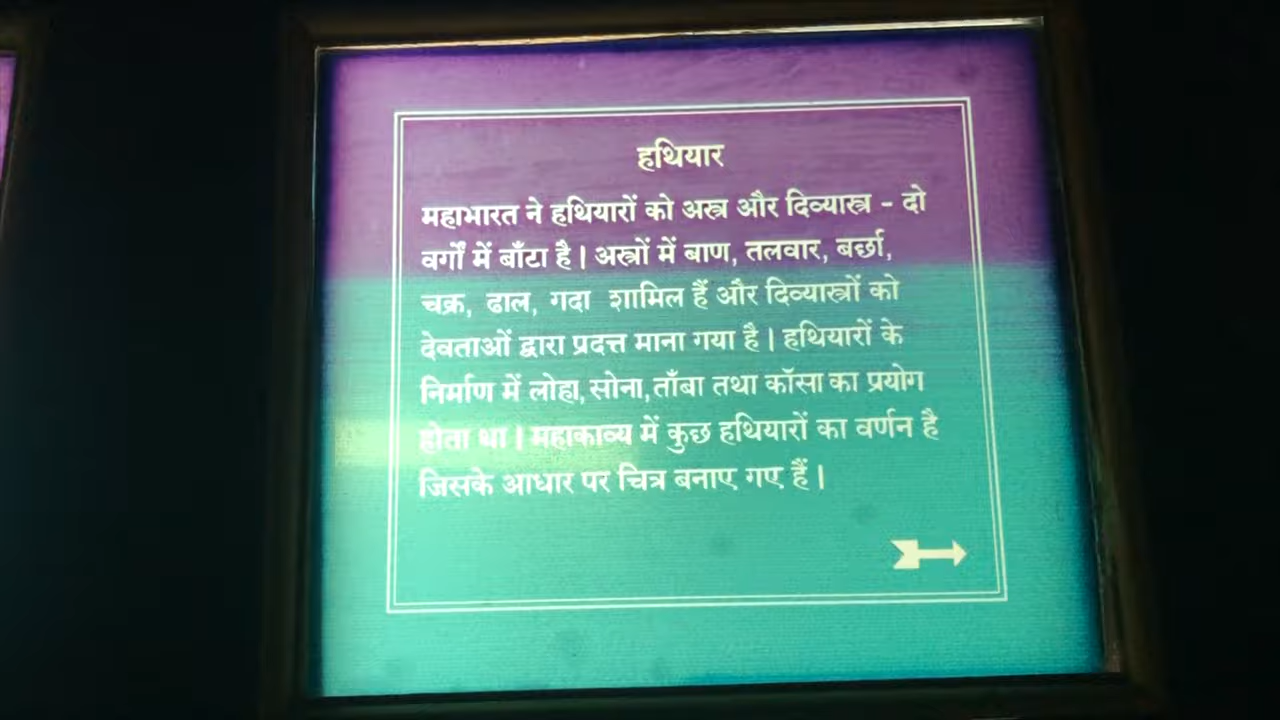 हथियार
महाभारत ने हथियारों को अस्त्र और दिव्यास्त्र - दो
वर्गों में बाँटा है | अस्त्रों में बाण, तलवार, बर्छा,
चक्र, ढाल, गदा शामिल हैं और दिव्यास्त्रों को
देवताओं द्वारा प्रदत्त माना गया है | हथियारों के
निर्माण में लोहा, सोना, ताँबा तथा काँसा का प्रयोग
होता था | महाकाव्य में कुछ हथियारों का वर्णन है
जिसके आधार पर चित्र बनाए गए हैं |